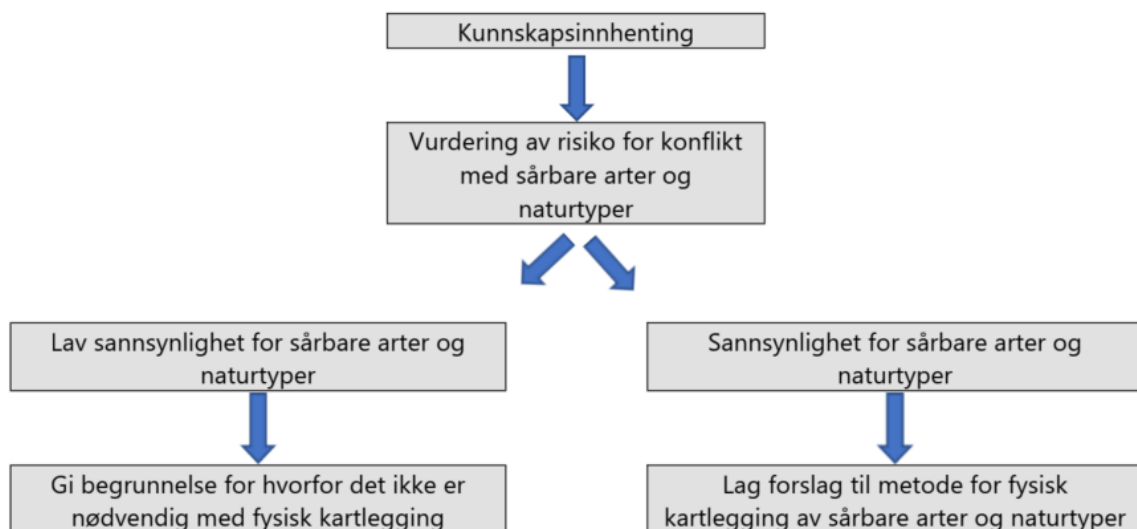 Kunnskapsinnhenting
Vurdering av risiko for konflikt
med sårbare arter og
naturtyper
Lav sannsynlighet for sårbare arter og
naturtyper
Sannsynlighet for sårbare arter og
naturtyper
Gi begrunnelse for hvorfor det ikke er
nødvendig med fysisk kartlegging
Lag forslag til metode for fysisk
kartlegging av sårbare arter og naturtyper